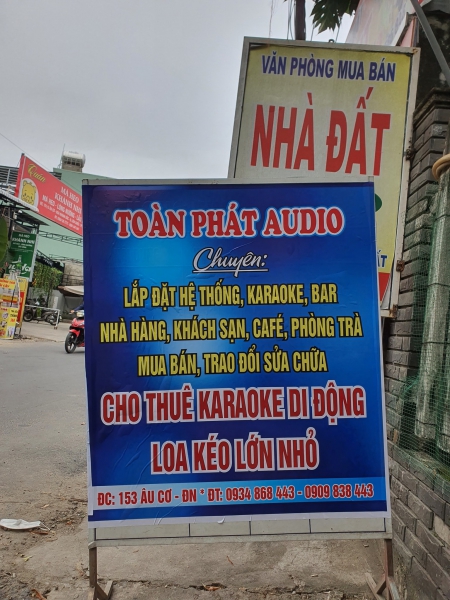 VĂN PHÒNG MUA BÁN
NHÀ ĐẤT
TOÀN PHÁT AUDIO
Chuyên:
LẮP ĐẶT HỆ THỐNG, KARAOKE, BAR
NHÀ HÀNG, KHÁCH SẠN, CAFÉ, PHÒNG TRÀ
MUA BÁN, TRAO ĐỔI SỬA CHỮA
CHO THUÊ KARAOKE DI ĐỘNG
LOA KÉO LỚN NHỎ
ĐC: 153 ÂU CƠ - ĐN * ĐT: 0934 868 443 - 0909 838 443